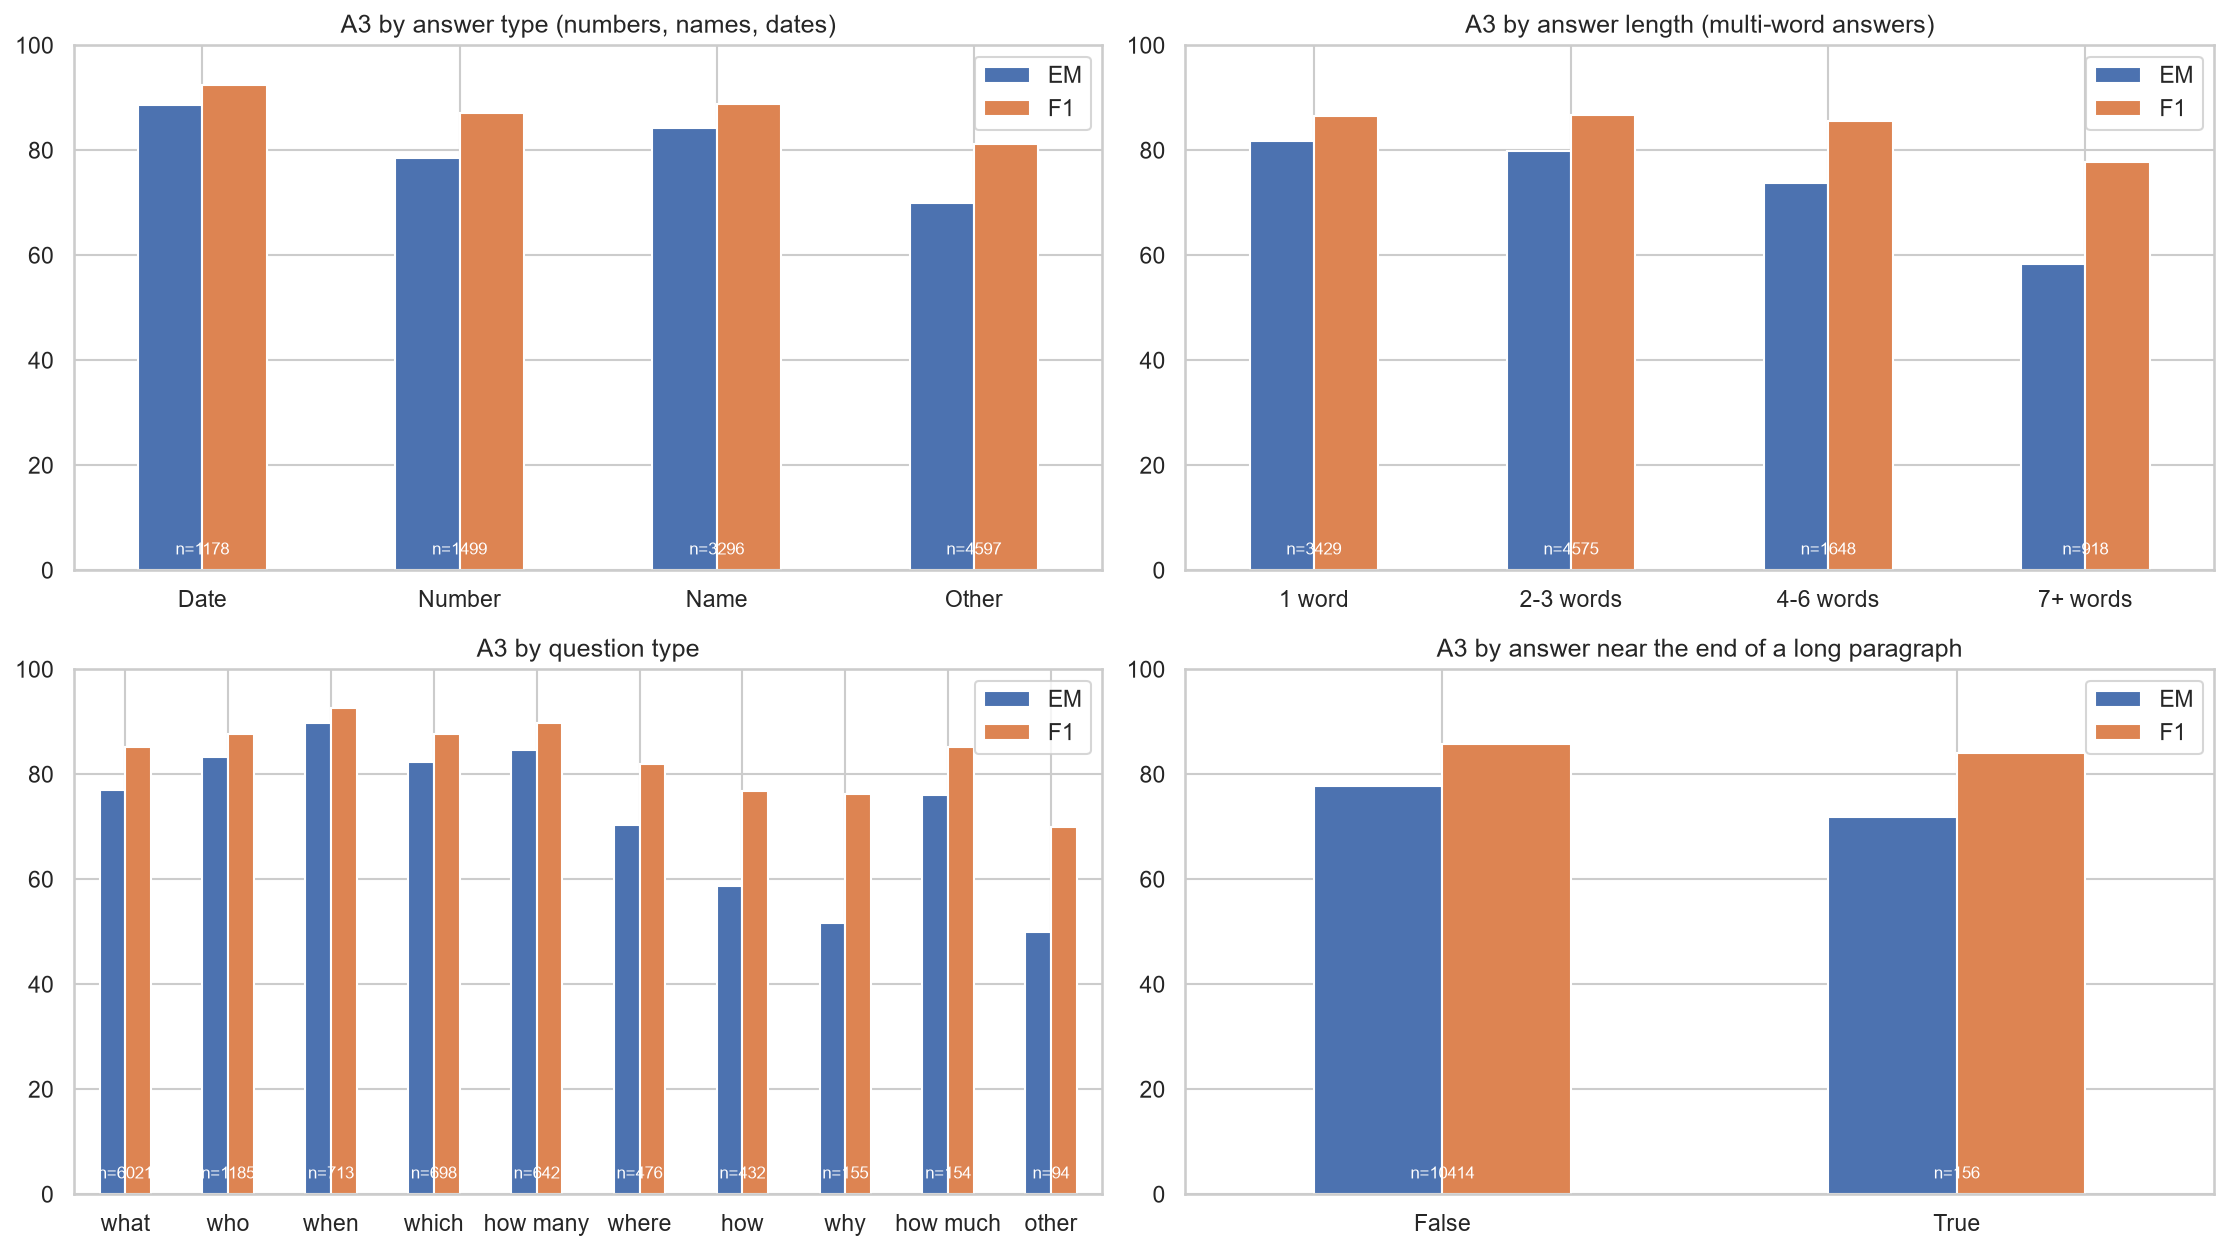 A3 by answer type (numbers, names, dates)
100
80
60
40
20
0
EM
F1
n=1178
n=1499
n=3296
n=4597
Date
Number
Name
Other
A3 by answer length (multi-word answers)
100
80
60
40
20
0
EM
F1
n=3429
n=4575
n=1648
n=918
1 word
2-3 words
4-6 words
7+ words
A3 by question type
100
80
60
40
20
0
EM
F1
n=6021
n=1185
n=713
n=698
n=642
n=476
n=432
n=155
n=154
n=94
what
who
when
which
how many
where
how
why
how much
other
A3 by answer near the end of a long paragraph
100
80
60
40
20
0
EM
F1
n=10414
n=156
False
True